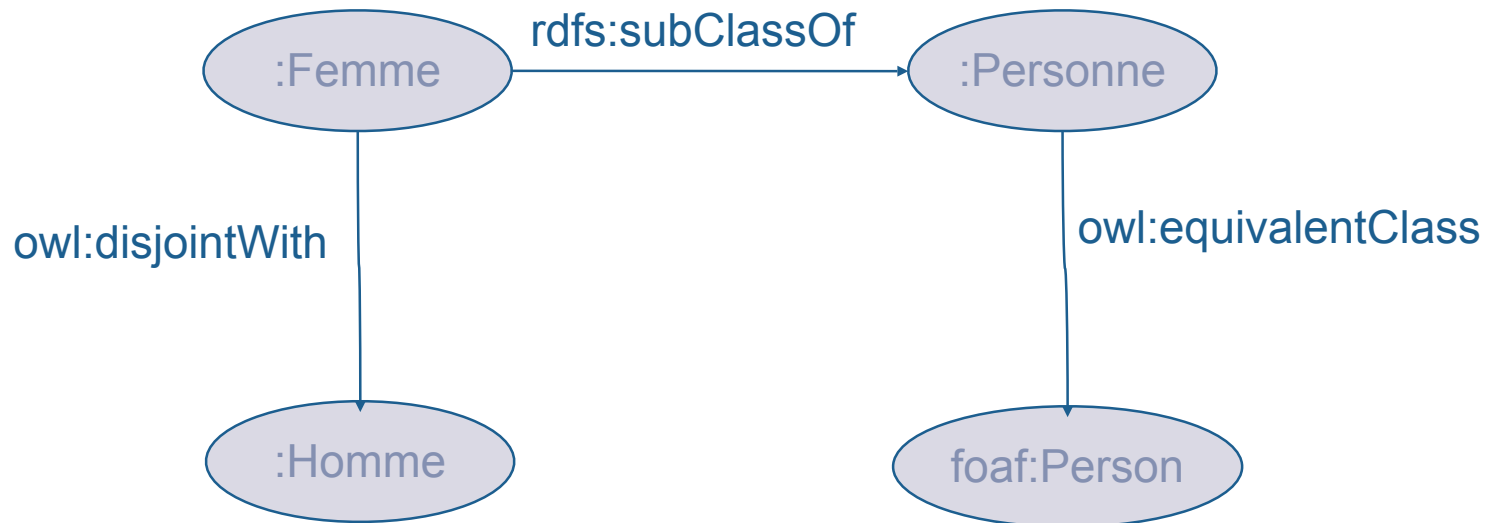 rdfs:subClassOf
:Femme
:Personne
owl:disjointWith
owl:equivalentClass
:Homme
foaf:Person